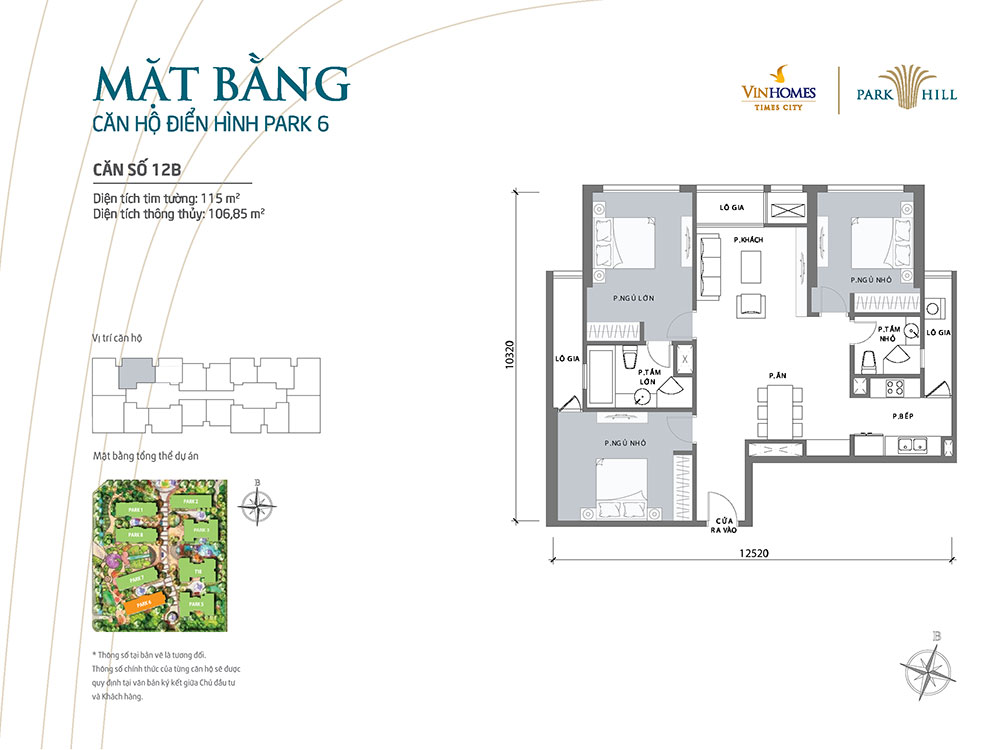 MẶT BẰNG
CĂN HỘ ĐIỂN HÌNH PARK 6
CĂN SỐ 12B
Diện tích tim tường: 115 m²
Diện tích thông thủy: 106,85 m²
VINHOMES
TIMES CITY
PARK HILL
LÔ GIA
P.KHÁCH
P.NGỦ NHỎ
P.NGỦ LỚN
P.TẮM
NHỎ
LÔ GIA
LÔ GIA
P.TẮM
LỚN
P.ĂN
P.BẾP
P.NGỦ NHỎ
CỬA
RA VÀO
10320
12520
Vị trí căn hộ
Mặt bằng tổng thể dự án
B
PARK 1
PARK 2
PARK 3
PARK 8
T18
PARK 7
PARK 6
PARK 5
* Thông số tại bản vẽ là tương đối.
Thông số chính thức của từng căn hộ sẽ được
quy định tại văn bản ký kết giữa Chủ đầu tư
và Khách hàng.
B